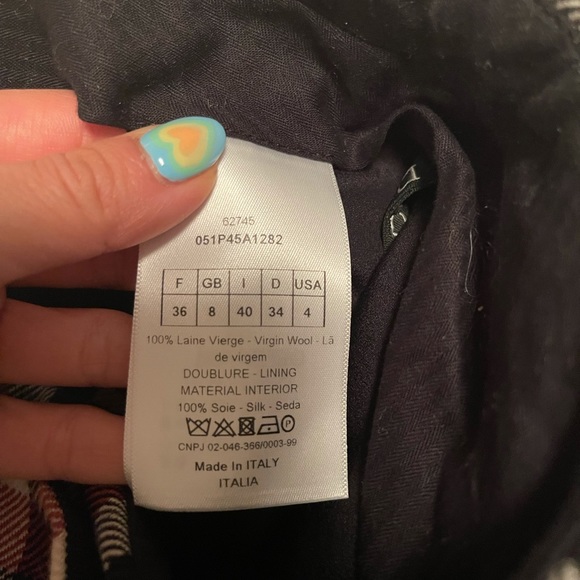 62745
051P45A1282
F GB I D USA
36 8 40 34 4
100% Laine Vierge - Virgin Wool - Lã
de virgem
DOUBLURE - LINING
MATERIAL INTERIOR
100% Soie - Silk - Seda
CNPJ 02-046-366/0003-99
Made In ITALY
ITALIA